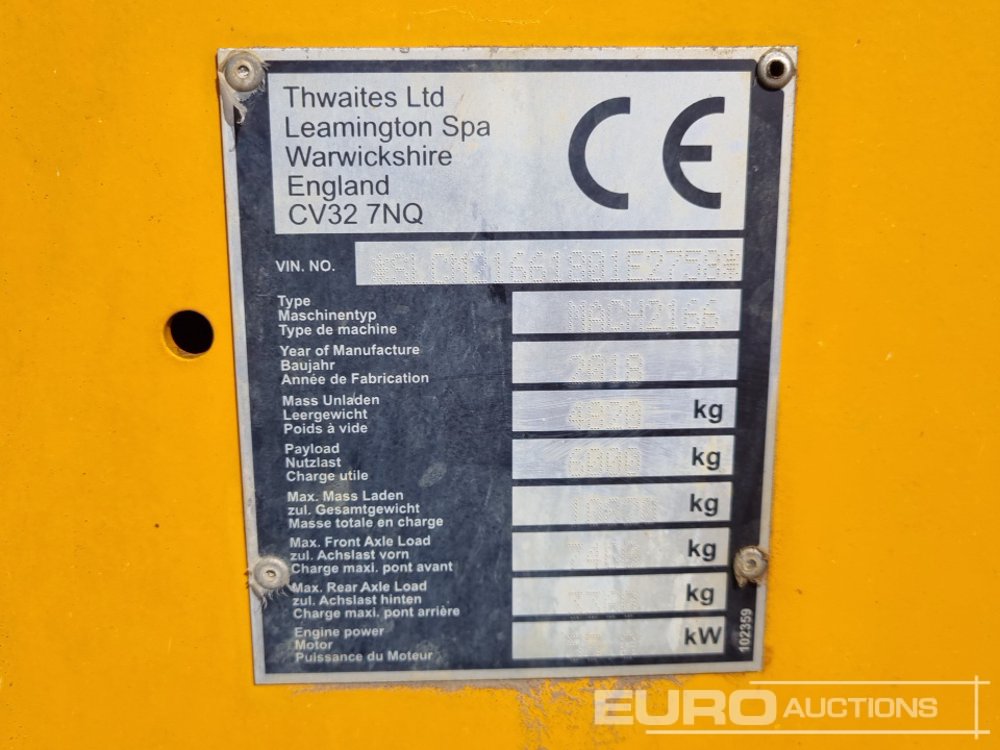 Thwaites Ltd
Leamington Spa
Warwickshire
England
CV32 7NQ
CE
VIN. NO.
Type
Maschinentyp
Type de machine
MACH2166
Year of Manufacture
Baujahr
Année de Fabrication
2018
Mass Unladen
Leergewicht
Poids à vide
kg
Payload
Nutzlast
Charge utile
6000 kg
Max. Mass Laden
zul. Gesamtgewicht
Masse totale en charge
kg
Max. Front Axle Load
zul. Achslast vorn
Charge maxi. pont avant
kg
Max. Rear Axle Load
zul. Achslast hinten
Charge maxi. pont arrière
kg
Engine power
Motor
Puissance du Moteur
kW
102359
EURO AUCTIONS